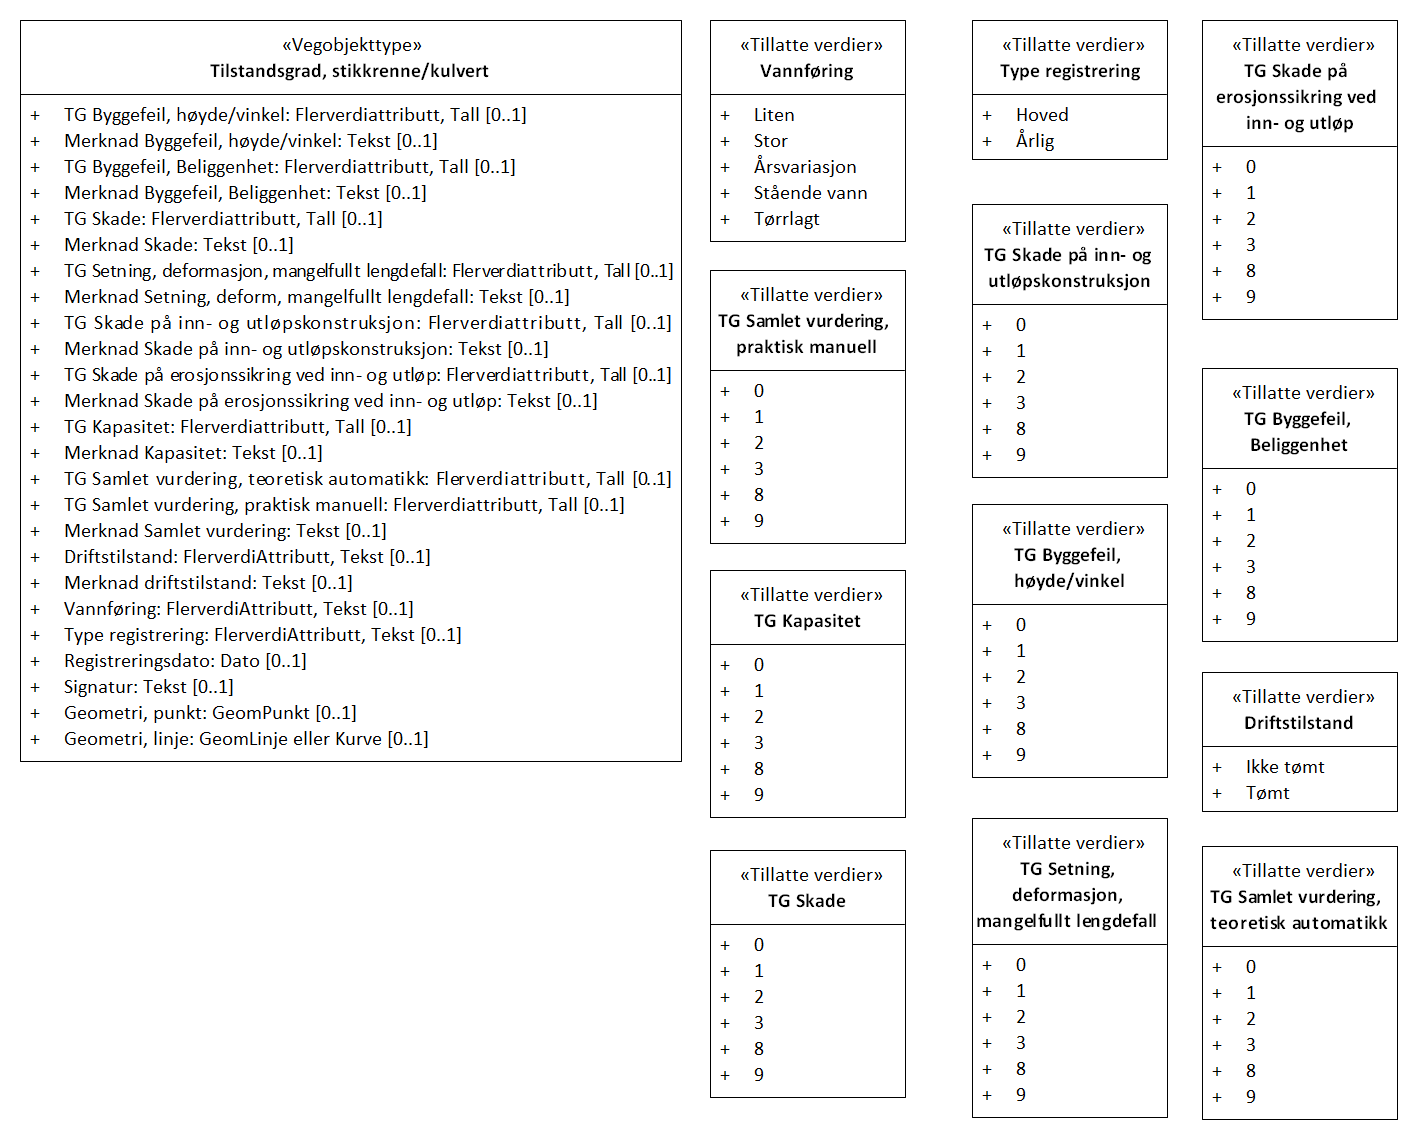 «Vegobjekttype»
Tilstandsgrad, stikkrenne/kulvert
+ TG Byggefeil, høyde/vinkel: Flerverdiattributt, Tall [0..1]
+ Merknad Byggefeil, høyde/vinkel: Tekst [0..1]
+ TG Byggefeil, Beliggenhet: Flerverdiattributt, Tall [0..1]
+ Merknad Byggefeil, Beliggenhet: Tekst [0..1]
+ TG Skade: Flerverdiattributt, Tall [0..1]
+ Merknad Skade: Tekst [0..1]
+ TG Setning, deformasjon, mangelfullt lengdefall: Flerverdiattributt, Tall [0..1]
+ Merknad Setning, deform, mangelfullt lengdefall: Tekst [0..1]
+ TG Skade på inn- og utløpskonstruksjon: Flerverdiattributt, Tall [0..1]
+ Merknad Skade på inn- og utløpskonstruksjon: Tekst [0..1]
+ TG Skade på erosjonssikring ved inn- og utløp: Flerverdiattributt, Tall [0..1]
+ Merknad Skade på erosjonssikring ved inn- og utløp: Tekst [0..1]
+ TG Kapasitet: Flerverdiattributt, Tall [0..1]
+ Merknad Kapasitet: Tekst [0..1]
+ TG Samlet vurdering, teoretisk automatikk: Flerverdiattributt, Tall [0..1]
+ TG Samlet vurdering, praktisk manuell: Flerverdiattributt, Tall [0..1]
+ Merknad Samlet vurdering: Tekst [0..1]
+ Driftstilstand: FlerverdiAttributt, Tekst [0..1]
+ Merknad driftstilstand: Tekst [0..1]
+ Vannføring: FlerverdiAttributt, Tekst [0..1]
+ Type registrering: FlerverdiAttributt, Tekst [0..1]
+ Registreringsdato: Dato [0..1]
+ Signatur: Tekst [0..1]
+ Geometri, punkt: GeomPunkt [0..1]
+ Geometri, linje: GeomLinje eller Kurve [0..1]
«Tillatte verdier»
Vannføring
+ Liten
+ Stor
+ Årsvariasjon
+ Stående vann
+ Tørrlagt
«Tillatte verdier»
TG Samlet vurdering,
praktisk manuell
+ 0
+ 1
+ 2
+ 3
+ 8
+ 9
«Tillatte verdier»
TG Kapasitet
+ 0
+ 1
+ 2
+ 3
+ 8
+ 9
«Tillatte verdier»
TG Skade
+ 0
+ 1
+ 2
+ 3
+ 8
+ 9
«Tillatte verdier»
Type registrering
+ Hoved
+ Årlig
«Tillatte verdier»
TG Skade på inn- og
utløpskonstruksjon
+ 0
+ 1
+ 2
+ 3
+ 8
+ 9
«Tillatte verdier»
TG Byggefeil,
høyde/vinkel
+ 0
+ 1
+ 2
+ 3
+ 8
+ 9
«Tillatte verdier»
TG Setning,
deformasjon,
mangelfullt lengdefall
+ 0
+ 1
+ 2
+ 3
+ 8
+ 9
«Tillatte verdier»
TG Skade på
erosjonssikring ved
inn- og utløp
+ 0
+ 1
+ 2
+ 3
+ 8
+ 9
«Tillatte verdier»
TG Byggefeil,
Beliggenhet
+ 0
+ 1
+ 2
+ 3
+ 8
+ 9
«Tillatte verdier»
Driftstilstand
+ Ikke tømt
+ Tømt
«Tillatte verdier»
TG Samlet vurdering,
teoretisk automatikk
+ 0
+ 1
+ 2
+ 3
+ 8
+ 9